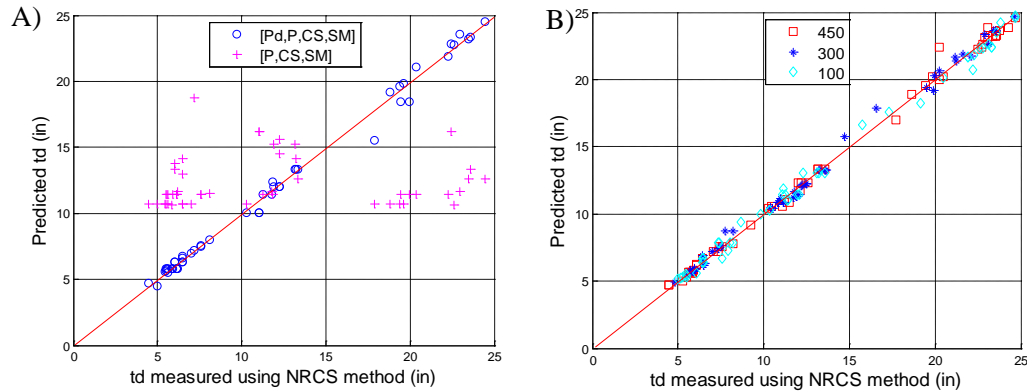 A)
[Pd,P,CS,SM]
[P,CS,SM]
Predicted td (in)
25
20
15
10
5
0
0 5 10 15 20 25
td measured using NRCS method (in)
B)
450
300
100
Predicted td (in)
25
20
15
10
5
0
0 5 10 15 20 25
td measured using NRCS method (in)